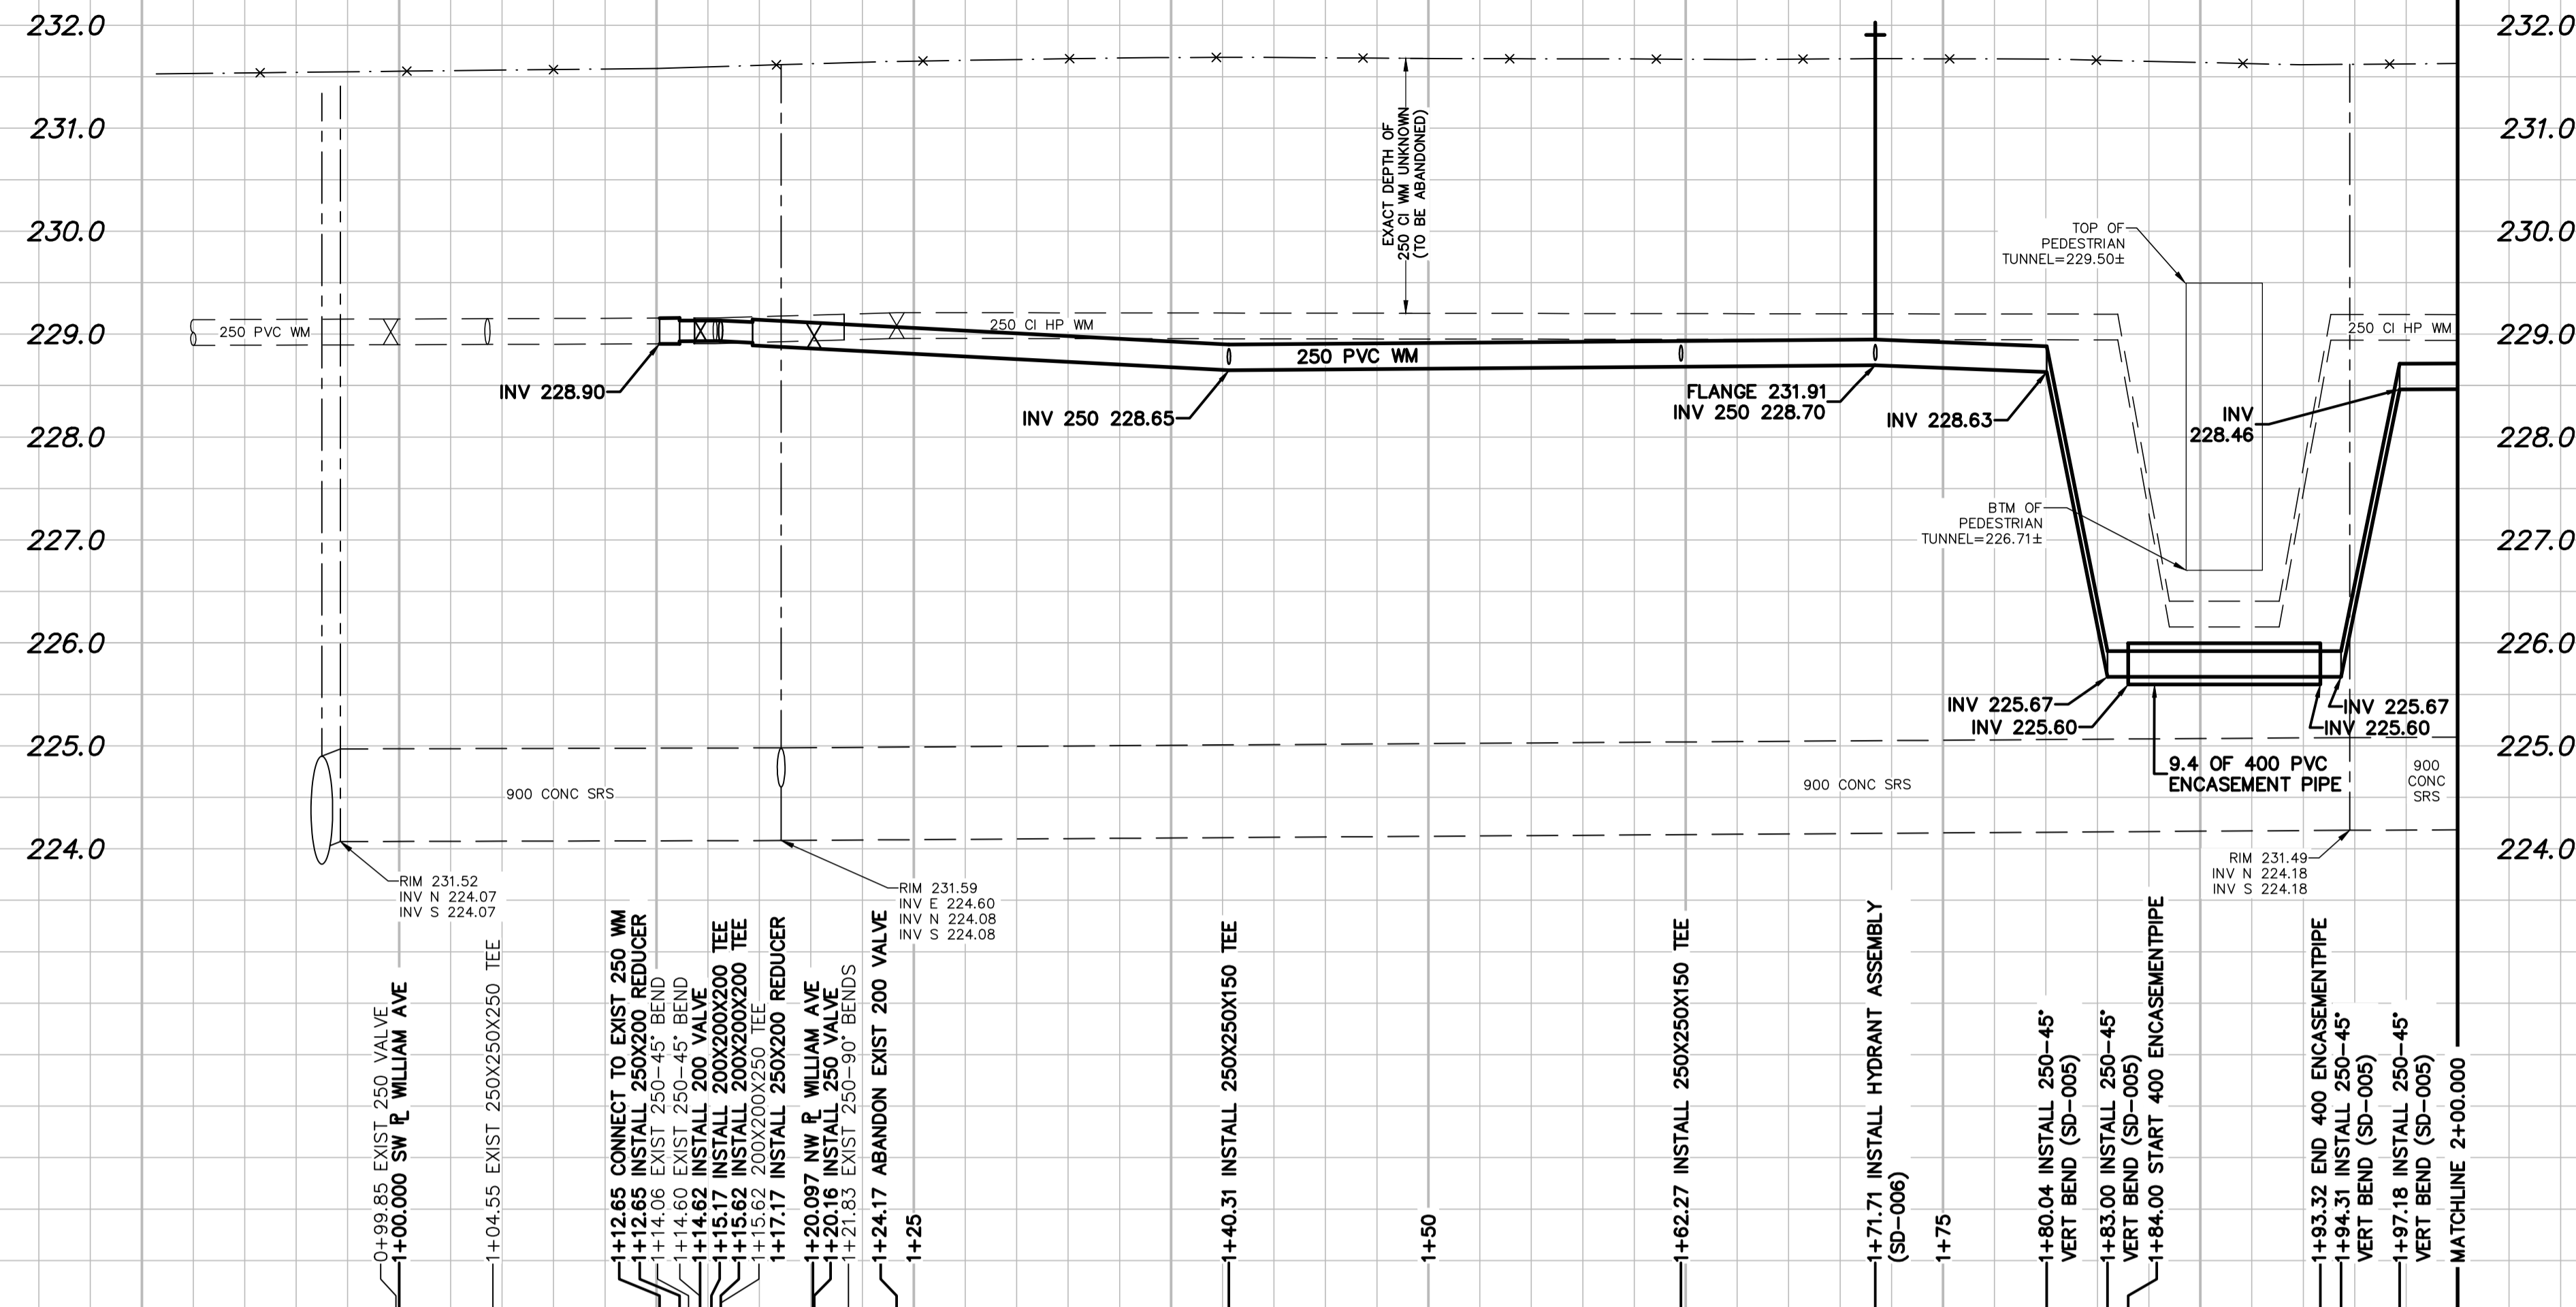 232.0
232.0
231.0
231.0
230.0
230.0
229.0
229.0
228.0
228.0
227.0
227.0
226.0
226.0
225.0
225.0
224.0
224.0
EXACT DEPTH OF
250 CI WM UNKNOWN
(TO BE ABANDONED)
TOP OF
PEDESTRIAN
TUNNEL=229.50±
250 PVC WM
250 CI HP WM
250 PVC WM
250 CI HP WM
INV 228.90
INV 250 228.65
FLANGE 231.91
INV 250 228.70
INV 228.63
INV
228.46
BTM OF
PEDESTRIAN
TUNNEL=226.71±
INV 225.67
INV 225.60
INV 225.67
INV 225.60
9.4 OF 400 PVC
ENCASEMENT PIPE
900 CONC SRS
900 CONC SRS
900
CONC
SRS
RIM 231.52
INV N 224.07
INV S 224.07
RIM 231.59
INV E 224.60
INV N 224.08
INV S 224.08
RIM 231.49
INV N 224.18
INV S 224.18
0+99.85 EXIST 250 VALVE
1+00.000 SW PL WILLIAM AVE
1+04.55 EXIST 250X250X250 TEE
1+12.65 CONNECT TO EXIST 250 WM
1+12.65 INSTALL 250X200 REDUCER
1+14.06 EXIST 250-45° BEND
1+14.60 EXIST 250-45° BEND
1+14.62 INSTALL 200 VALVE
1+15.17 INSTALL 200X200X200 TEE
1+15.62 INSTALL 200X200X200 TEE
1+15.62 200X200X250 TEE
1+17.17 INSTALL 250X200 REDUCER
1+20.097 NW PL WILLIAM AVE
1+20.16 INSTALL 250 VALVE
1+21.83 EXIST 250-90° BENDS
1+24.17 ABANDON EXIST 200 VALVE
1+25
1+40.31 INSTALL 250X250X150 TEE
1+50
1+62.27 INSTALL 250X250X150 TEE
1+71.71 INSTALL HYDRANT ASSEMBLY
(SD-006)
1+75
1+80.04 INSTALL 250-45°
VERT BEND (SD-005)
1+83.00 INSTALL 250-45°
VERT BEND (SD-005)
1+84.00 START 400 ENCASEMENTPIPE
1+93.32 END 400 ENCASEMENTPIPE
1+94.31 INSTALL 250-45°
VERT BEND (SD-005)
1+97.18 INSTALL 250-45°
VERT BEND (SD-005)
MATCHLINE 2+00.000